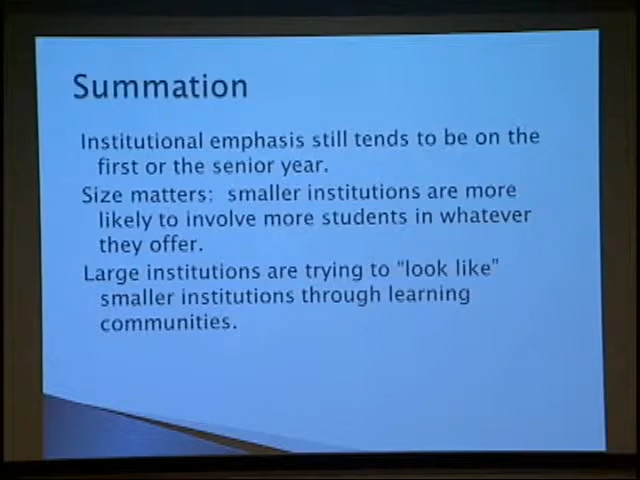 Summation
Institutional emphasis still tends to be on the
first or the senior year.
Size matters: smaller institutions are more
likely to involve more students in whatever
they offer.
Large institutions are trying to "look like"
smaller institutions through learning
communities.